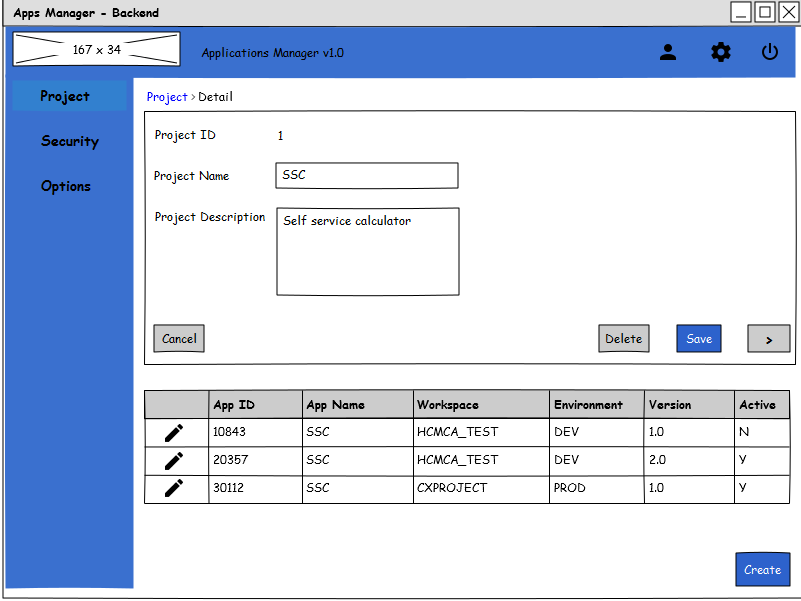 Apps Manager - Backend
167 x 34
Applications Manager v1.0
Project
Security
Options
Project > Detail
Project ID 1
Project Name SSC
Project Description Self service calculator
Cancel Delete Save >
App ID App Name Workspace Environment Version Active
10843 SSC HCMCA_TEST DEV 1.0 N
20357 SSC HCMCA_TEST DEV 2.0 Y
30112 SSC CXPROJECT PROD 1.0 Y
Create